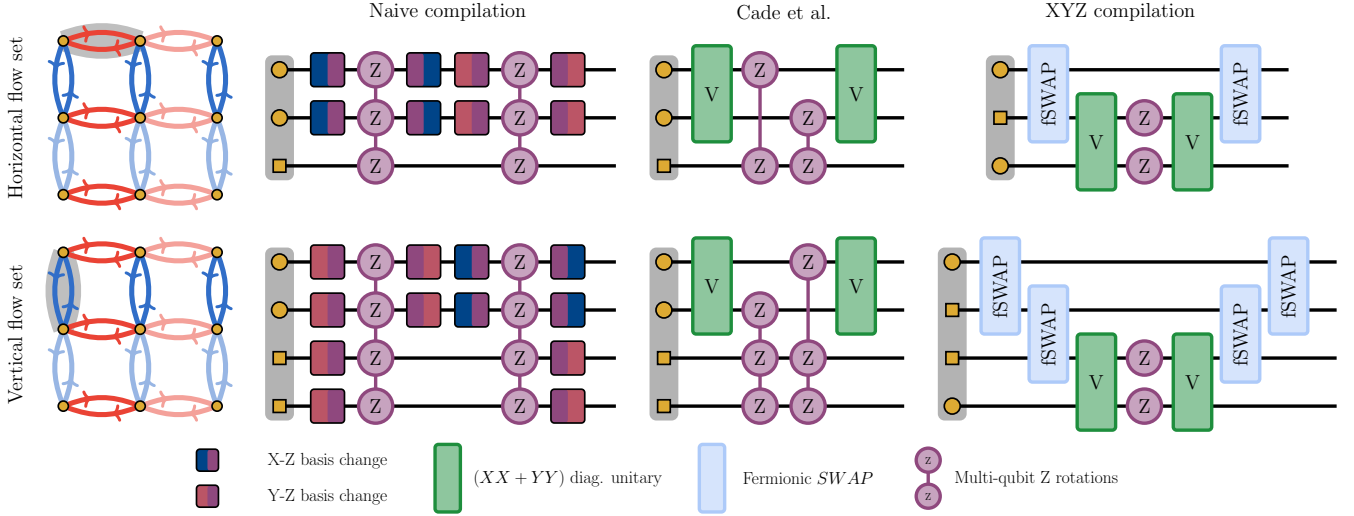 Naive compilation
Cade et al.
XYZ compilation
Horizontal flow set
Z Z V Z V fSWAP fSWAP
Z Z Z V Z V
Z Z Z Z Z
Vertical flow set
Z Z V Z V fSWAP fSWAP
Z Z Z fSWAP fSWAP
Z Z Z Z V Z V
Z Z Z Z Z
X-Z basis change
Y-Z basis change
(XX + YY) diag. unitary
Fermionic SWAP
Multi-qubit Z rotations
z
z